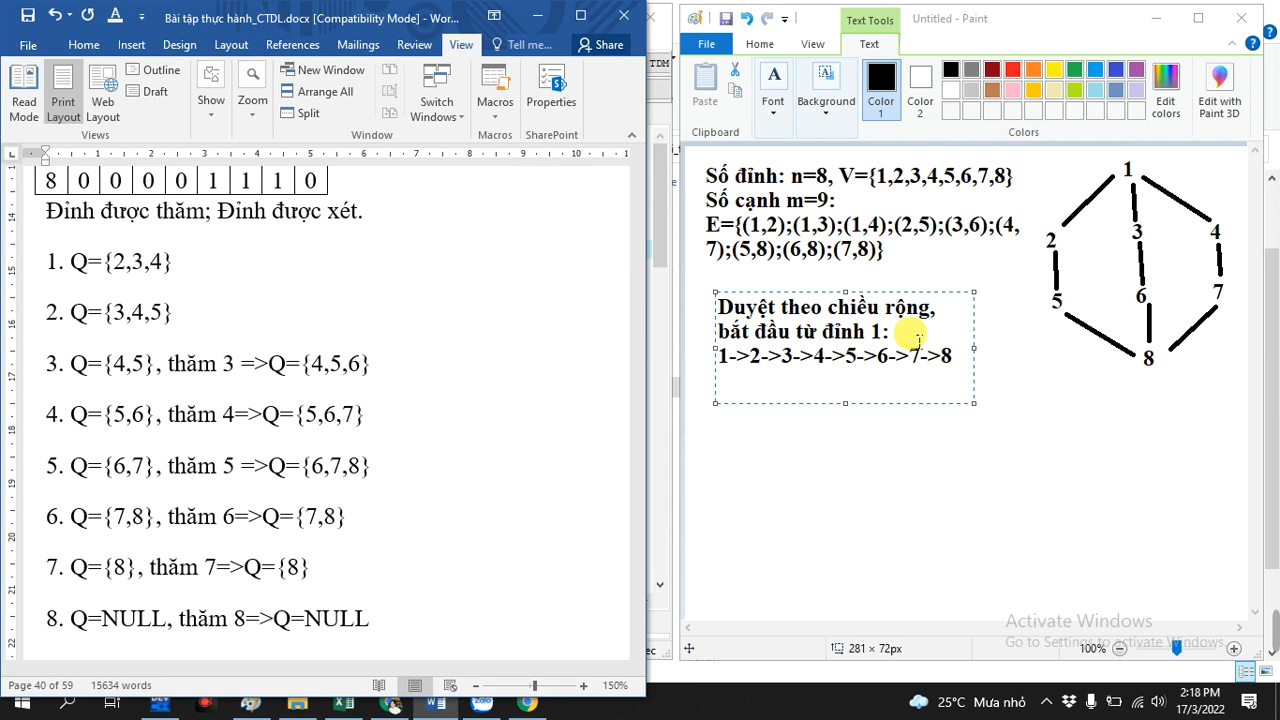 Bài tập thực hành_CTDL.docx [Compatibility Mode] - Wor...
File Home Insert Design Layout References Mailings Review View Tell me... Share
Read Mode
Print Layout
Web Layout
Outline
Draft
Views
Show
Zoom
New Window
Arrange All
Split
Switch Windows
Window
Macros
Macros
Properties
SharePoint
8 0 0 0 0 1 1 1 0
Đỉnh được thăm; Đỉnh được xét.
1. Q={2,3,4}
2. Q={3,4,5}
3. Q={4,5}, thăm 3 =>Q={4,5,6}
4. Q={5,6}, thăm 4=>Q={5,6,7}
5. Q={6,7}, thăm 5 =>Q={6,7,8}
6. Q={7,8}, thăm 6=>Q={7,8}
7. Q={8}, thăm 7=>Q={8}
8. Q=NULL, thăm 8=>Q=NULL
Page 40 of 59 15634 words
150%
TDM
Text Tools
Untitled - Paint
File Home View Text
Paste
Clipboard
Font
Background
Color 1
Color 2
Edit colors
Edit with Paint 3D
Colors
Số đỉnh: n=8, V={1,2,3,4,5,6,7,8}
Số cạnh m=9:
E={(1,2);(1,3);(1,4);(2,5);(3,6);(4,
7);(5,8);(6,8);(7,8)}
Duyệt theo chiều rộng,
bắt đầu từ đỉnh 1:
1->2->3->4->5->6->7->8
1
2 3 4
5 6 7
8
Activate Windows
Go to Settings to activate Windows.
281 × 72px
100%
25°C Mưa nhỏ
2:18 PM
17/3/2022